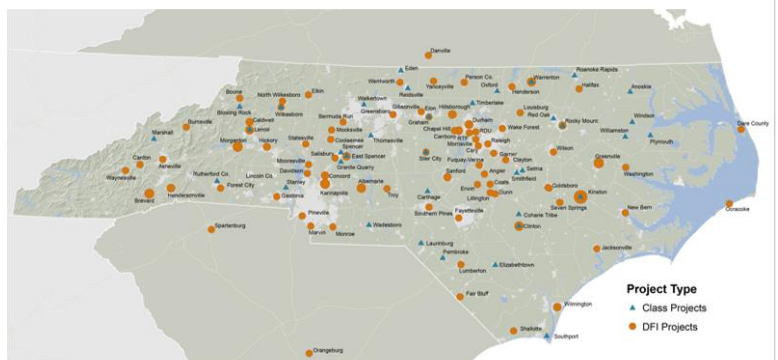 Danville
Eden
Wentworth
Reidsville
Yanceyville
Person Co.
Oxford
Henderson
Warrenton
Roanoke Rapids
Halifax
Ahoskie
Boone
North Wilkesboro
Elkin
Walkertown
Greensboro
Gibsonville
Elon
Graham
Hillsborough
Timberlake
Louisburg
Red Oak
Rocky Mount
Windsor
Williamston
Plymouth
Dare County
Blowing Rock
Wilkesboro
Bermuda Run
Burnsville
Caldwell
Lenoir
Mocksville
Thomasville
Chapel Hill
Carrboro
Durham
RTP
RDU
Morrisville
Cary
Raleigh
Wake Forest
Marshall
Morganton
Hickory
Statesville
Cooleemee
Spencer
Salisbury
East Spencer
Siler City
Fuquay-Varina
Garner
Clayton
Wilson
Greenville
Canton
Asheville
Waynesville
Mooresville
Granite Quarry
Sanford
Angier
Selma
Smithfield
Washington
Rutherford Co.
Lincoln Co.
Davidson
Concord
Stanley
Kannapolis
Albemarle
Troy
Erwin
Coats
Dunn
Lillington
Goldsboro
Kinston
Seven Springs
Brevard
Hendersonville
Forest City
Gastonia
Carthage
Southern Pines
Fayetteville
Coharie Tribe
Clinton
New Bern
Ocracoke
Spartanburg
Pineville
Marvin
Monroe
Wadesboro
Laurinburg
Pembroke
Lumberton
Elizabethtown
Jacksonville
Fair Bluff
Wilmington
Shallotte
Southport
Orangeburg
Project Type
Class Projects
DFI Projects